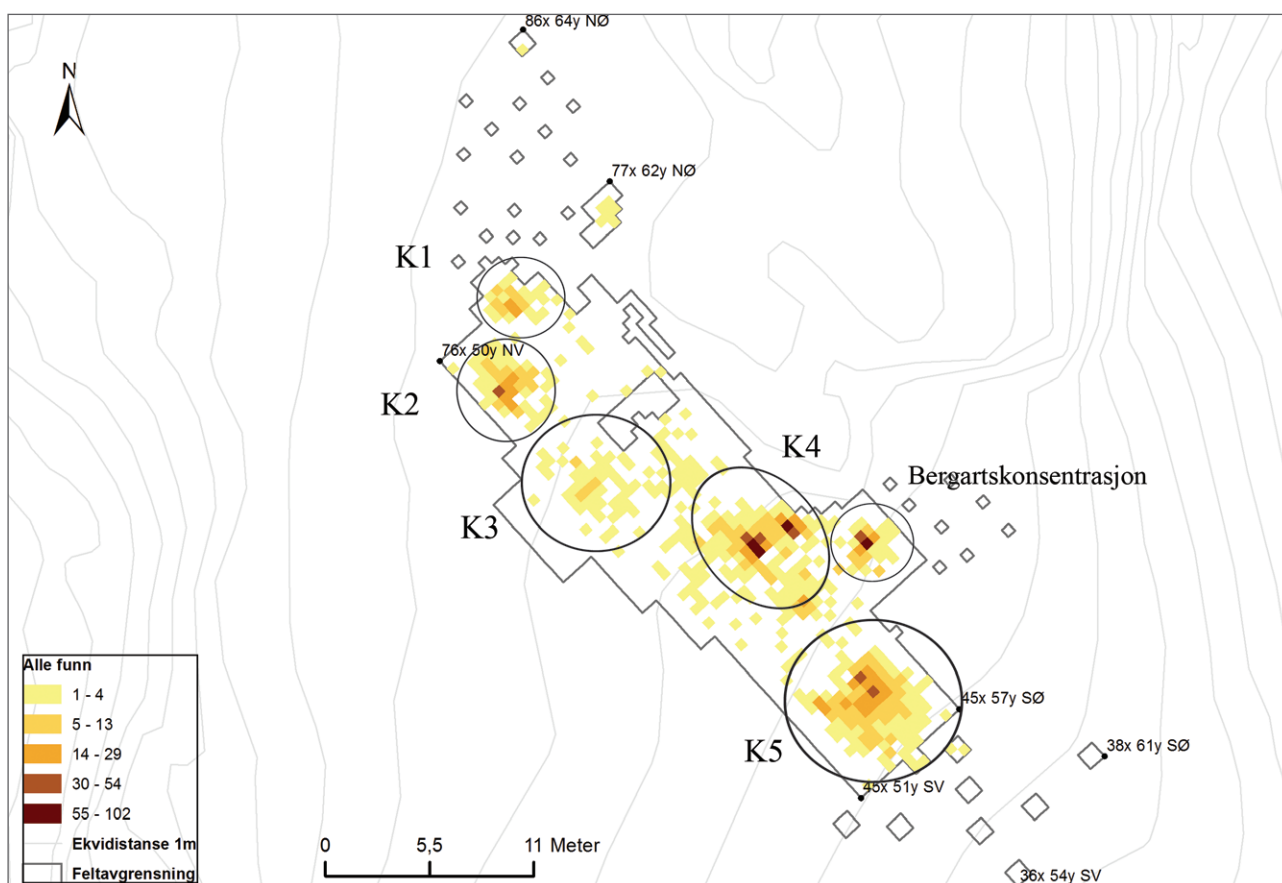 86x 64y NØ
N
77x 62y NØ
K1
76x 50y NV
K2
K4
Bergartskonsentrasjon
K3
45x 57y SØ
K5
38x 61y SØ
45x 51y SV
36x 54y SV
Alle funn
1 - 4
5 - 13
14 - 29
30 - 54
55 - 102
Ekvidistanse 1m
Feltavgrensning
0 5,5 11 Meter